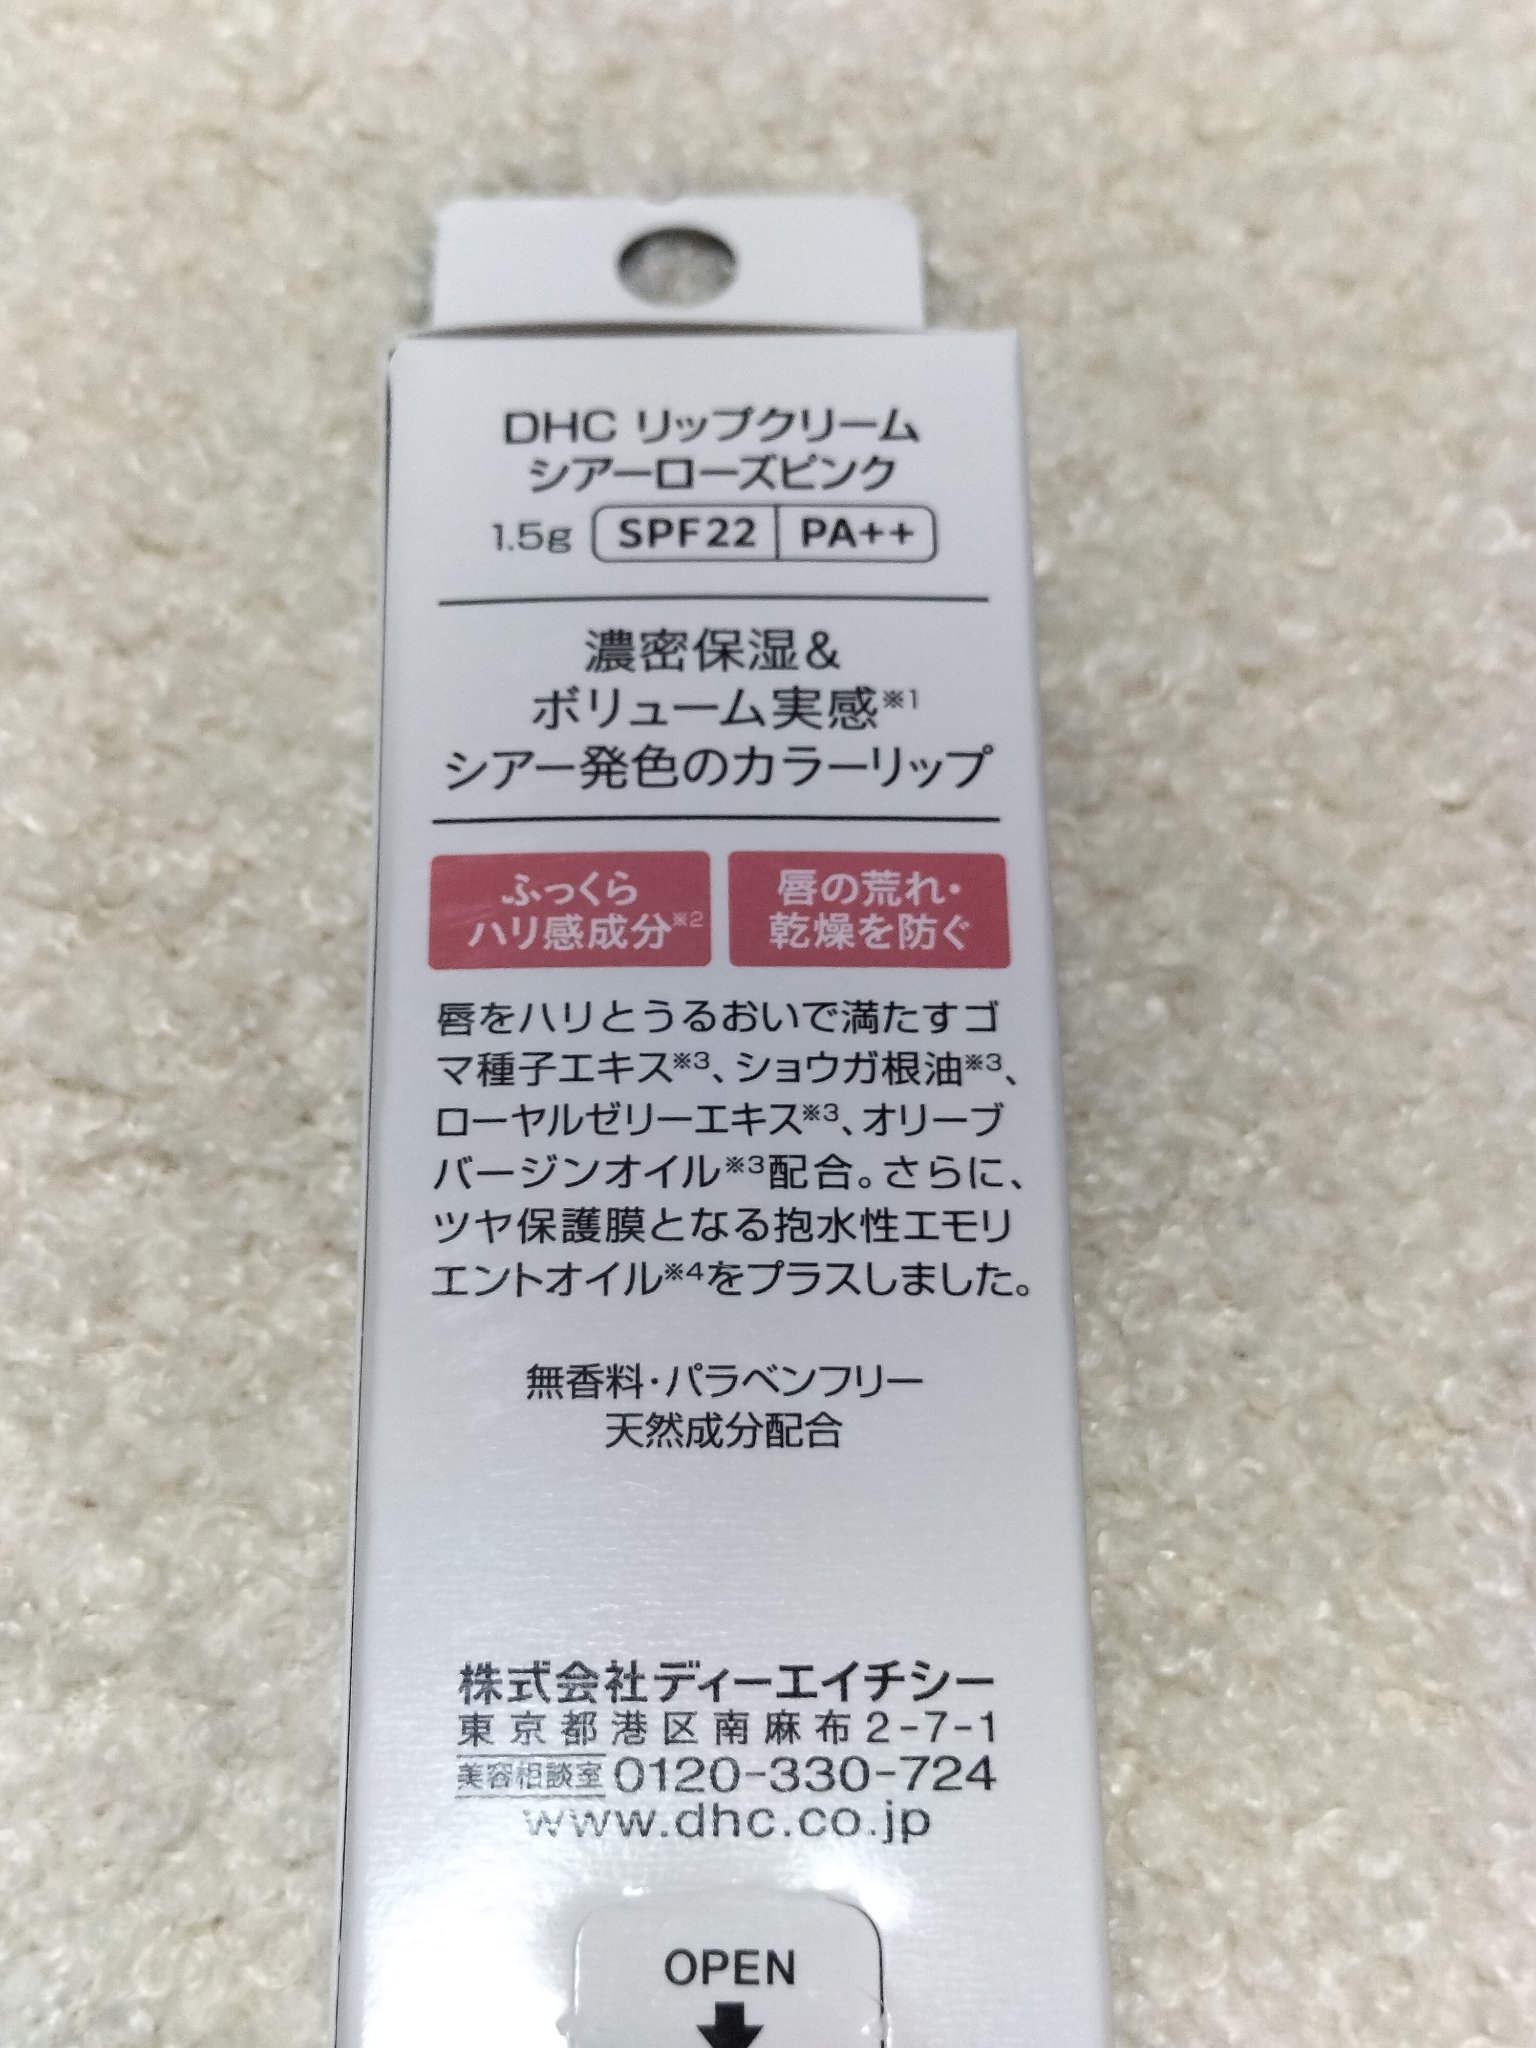 DHC リップクリーム
シアーローズピンク
1.5g SPF22 PA++
濃密保湿&
ボリューム実感※1
シアー発色のカラーリップ
ふっくら
ハリ感成分※2
唇の荒れ・
乾燥を防ぐ
唇をハリとうるおいで満たすゴ
マ種子エキス※3、ショウガ根油※3、
ローヤルゼリーエキス※3、オリーブ
バージンオイル※3配合。さらに、
ツヤ保護膜となる抱水性エモリ
エントオイル※4をプラスしました。
無香料・パラベンフリー
天然成分配合
株式会社ディーエイチシー
東京都港区南麻布2-7-1
美容相談室 0120-330-724
www.dhc.co.jp
OPEN